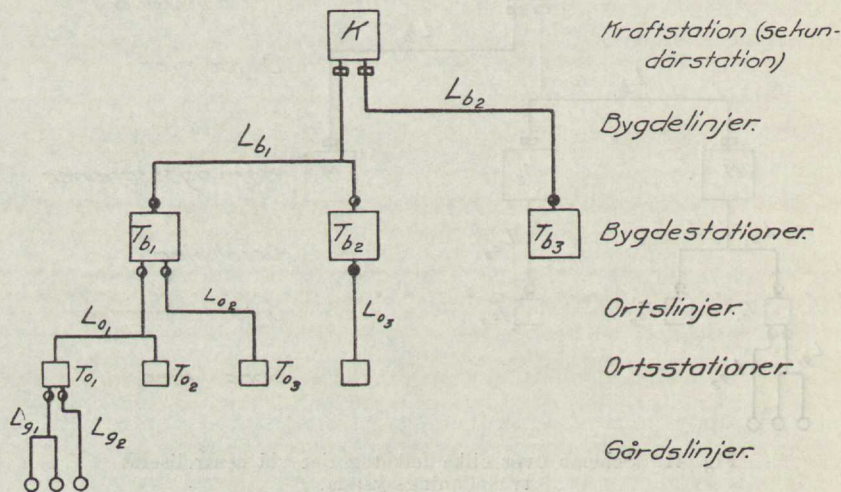 K
Kraftstation (sekun-
därstation)
L_b2
Bygdelinjer.
L_b1
T_b1
T_b2
T_b3
Bygdestationer.
L_o2
L_o3
Ortslinjer.
L_o1
T_o1
T_o2
T_o3
Ortsstationer.
L_g1
L_g2
Gårdslinjer.